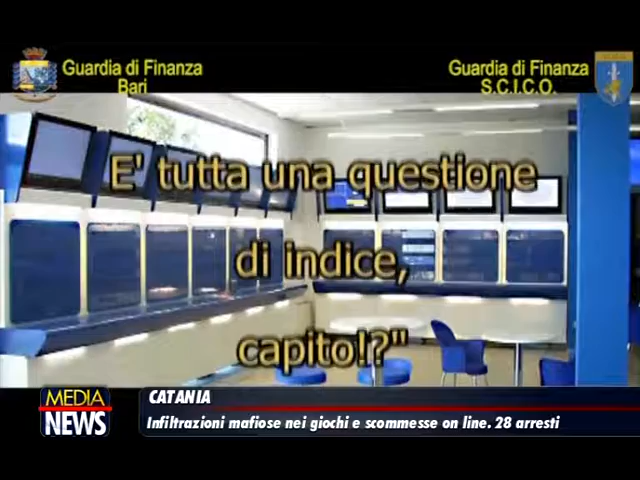 Guardia di Finanza
Bari
Guardia di Finanza
S.C.I.C.O.
E' tutta una questione
di indice,
capito!?"
MEDIA
NEWS
CATANIA
Infiltrazioni mafiose nei giochi e scommesse on line. 28 arresti